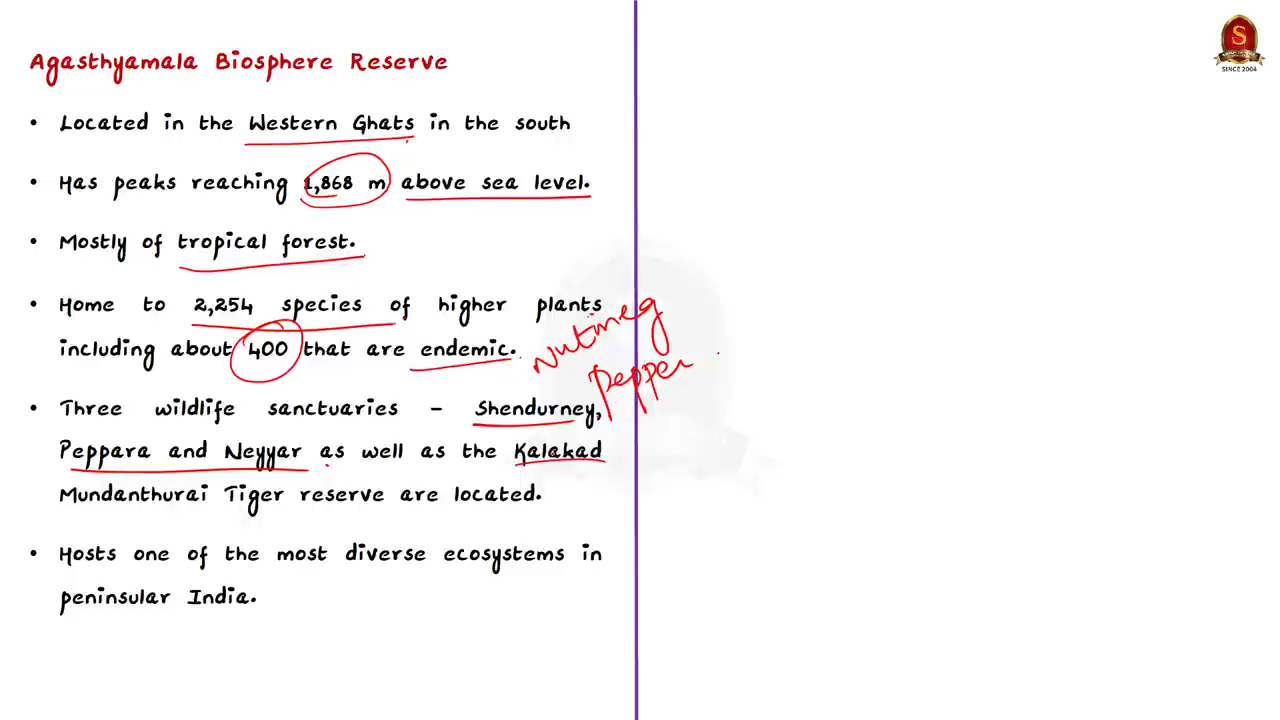 Agasthyamala Biosphere Reserve
• Located in the Western Ghats in the south
• Has peaks reaching 1,868 m above sea level.
• Mostly of tropical forest.
• Home to 2,254 species of higher plants
including about 400 that are endemic.
Nutmeg
Pepper
• Three wildlife sanctuaries - Shendurney,
Peppara and Neyyar as well as the Kalakad
Mundanthurai Tiger reserve are located.
• Hosts one of the most diverse ecosystems in
peninsular India.
S
SINCE 2004